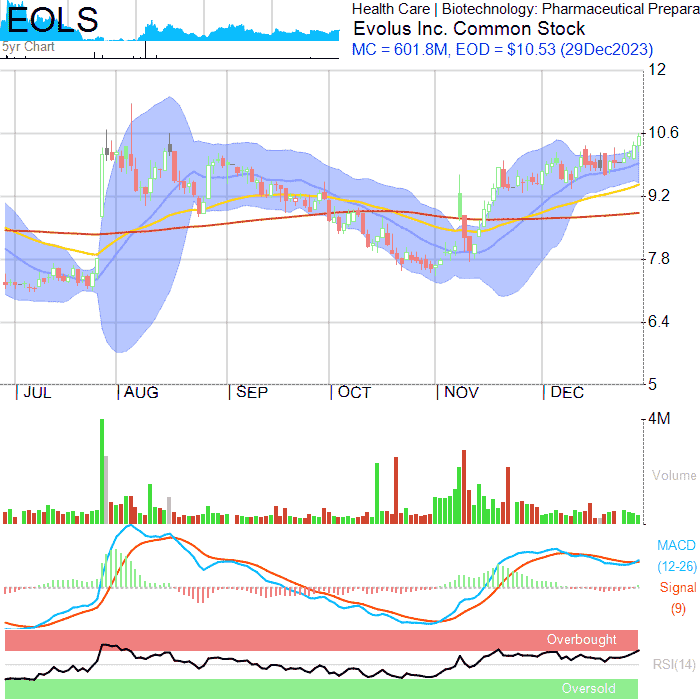 EOLS
5yr Chart
Health Care | Biotechnology: Pharmaceutical Prepara
Evolus Inc. Common Stock
MC = 601.8M, EOD = $10.53 (29Dec2023)
12
10.6
9.2
7.8
6.4
5
JUL AUG SEP OCT NOV DEC
4M
Volume
MACD
(12-26)
Signal
(9)
Overbought
RSI(14)
Oversold